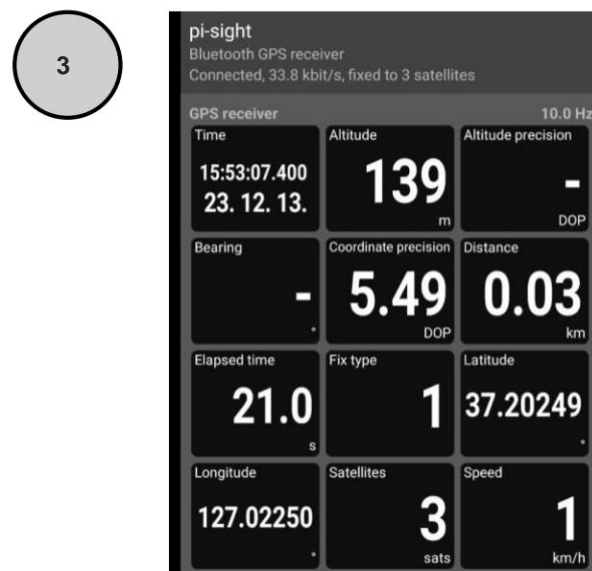 3
pi-sight
Bluetooth GPS receiver
Connected, 33.8 kbit/s, fixed to 3 satellites
GPS receiver 10.0 Hz
Time
15:53:07.400
23. 12. 13.
Altitude
139
m
Altitude precision
-
DOP
Bearing
-
°
Coordinate precision
5.49
DOP
Distance
0.03
km
Elapsed time
21.0
s
Fix type
1
Latitude
37.20249
°
Longitude
127.02250
°
Satellites
3
sats
Speed
1
km/h